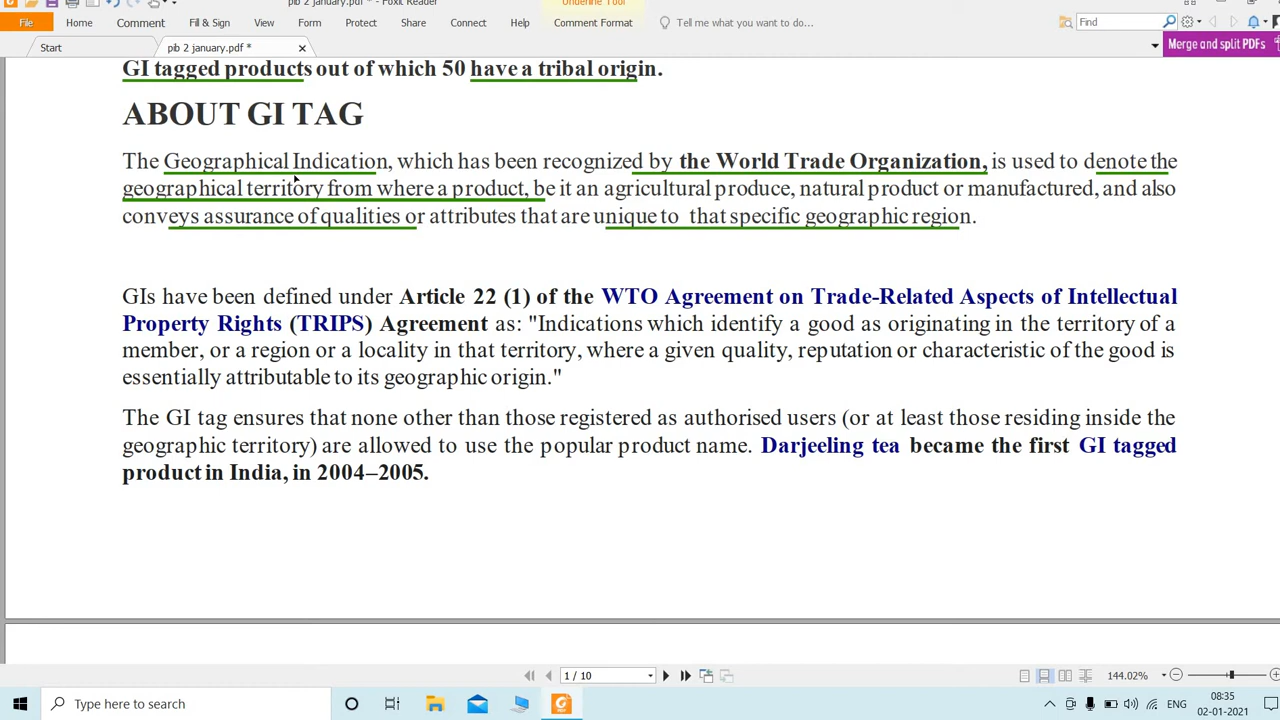 pib 2 january.pdf * - Foxit Reader
Underline Tool
File Home Comment Fill & Sign View Form Protect Share Connect Help Comment Format Tell me what you want to do... Find
Start pib 2 january.pdf * Merge and split PDFs
GI tagged products out of which 50 have a tribal origin.
ABOUT GI TAG
The Geographical Indication, which has been recognized by the World Trade Organization, is used to denote the
geographical territory from where a product, be it an agricultural produce, natural product or manufactured, and also
conveys assurance of qualities or attributes that are unique to that specific geographic region.
GIs have been defined under Article 22 (1) of the WTO Agreement on Trade-Related Aspects of Intellectual
Property Rights (TRIPS) Agreement as: "Indications which identify a good as originating in the territory of a
member, or a region or a locality in that territory, where a given quality, reputation or characteristic of the good is
essentially attributable to its geographic origin."
The GI tag ensures that none other than those registered as authorised users (or at least those residing inside the
geographic territory) are allowed to use the popular product name. Darjeeling tea became the first GI tagged
product in India, in 2004–2005.
1 / 10 144.02%
Type here to search ENG 08:35
02-01-2021